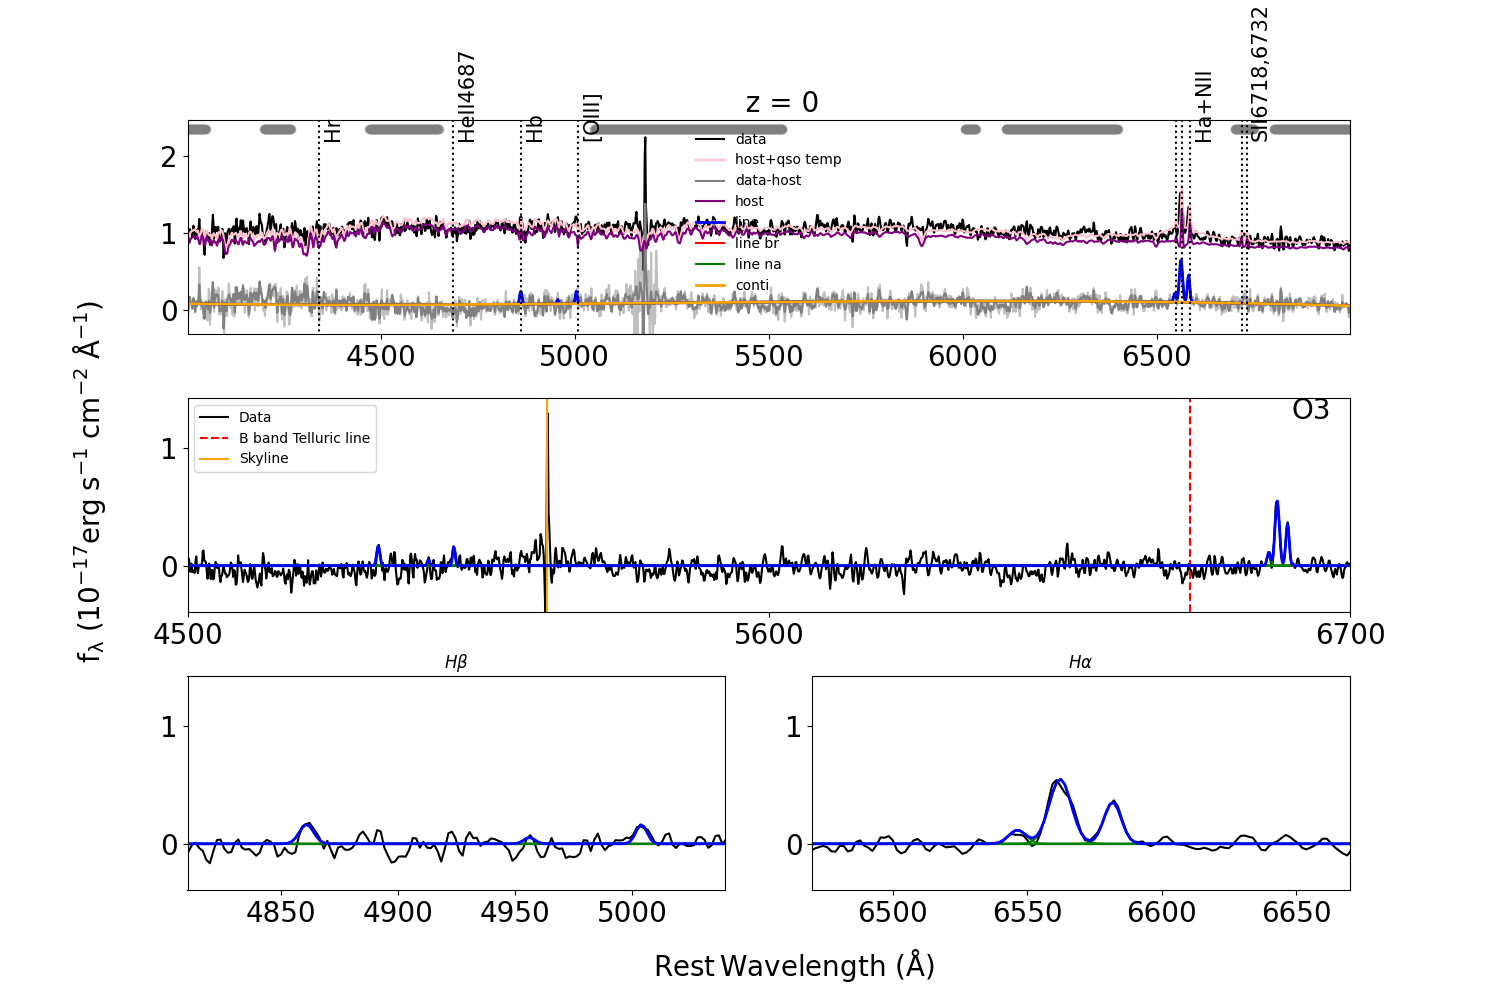 z = 0
Hr
HeII4687
Hb
[OIII]
Ha+NII
SII6718,6732
data
host+qso temp
data-host
host
line
line br
line na
conti
2
1
0
4500 5000 5500 6000 6500
Data
B band Telluric line
Skyline
O3
1
0
4500 5600 6700
fλ (10−17erg s−1 cm−2 Å−1)
Hβ
1
0
4850 4900 4950 5000
Hα
1
0
6500 6550 6600 6650
Rest Wavelength (Å)